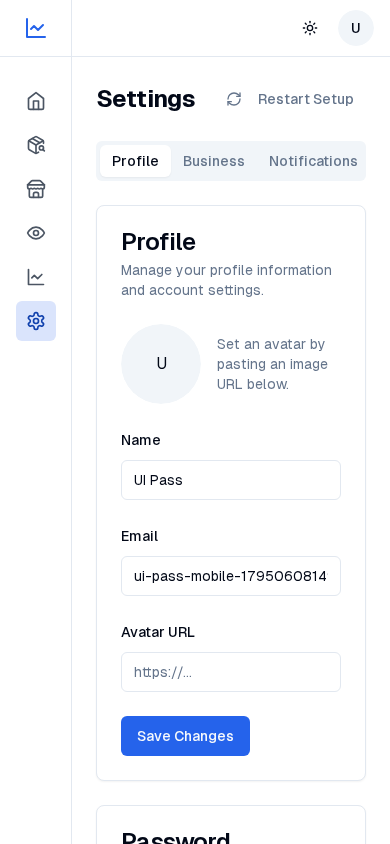 U
Settings
Restart Setup
Profile Business Notifications
Profile
Manage your profile information
and account settings.
U
Set an avatar by
pasting an image
URL below.
Name
UI Pass
Email
ui-pass-mobile-1795060814
Avatar URL
https://...
Save Changes
Password